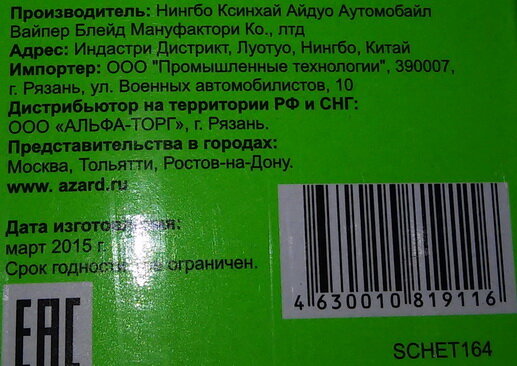 Производитель: Нингбо Ксинхай Айдуо Аутомобайл
Вайпер Блейд Мануфактори Ко., лтд
Адрес: Индастри Дистрикт, Луотуо, Нингбо, Китай
Импортер: ООО "Промышленные технологии", 390007,
г. Рязань, ул. Военных автомобилистов, 10
Дистрибьютор на территории РФ и СНГ:
ООО «АЛЬФА-ТОРГ», г. Рязань.
Представительства в городах:
Москва, Тольятти, Ростов-на-Дону.
www. azard.ru
Дата изготовления:
март 2015 г.
Срок годности не ограничен.
4 630010 819116
EAC
SCHET164